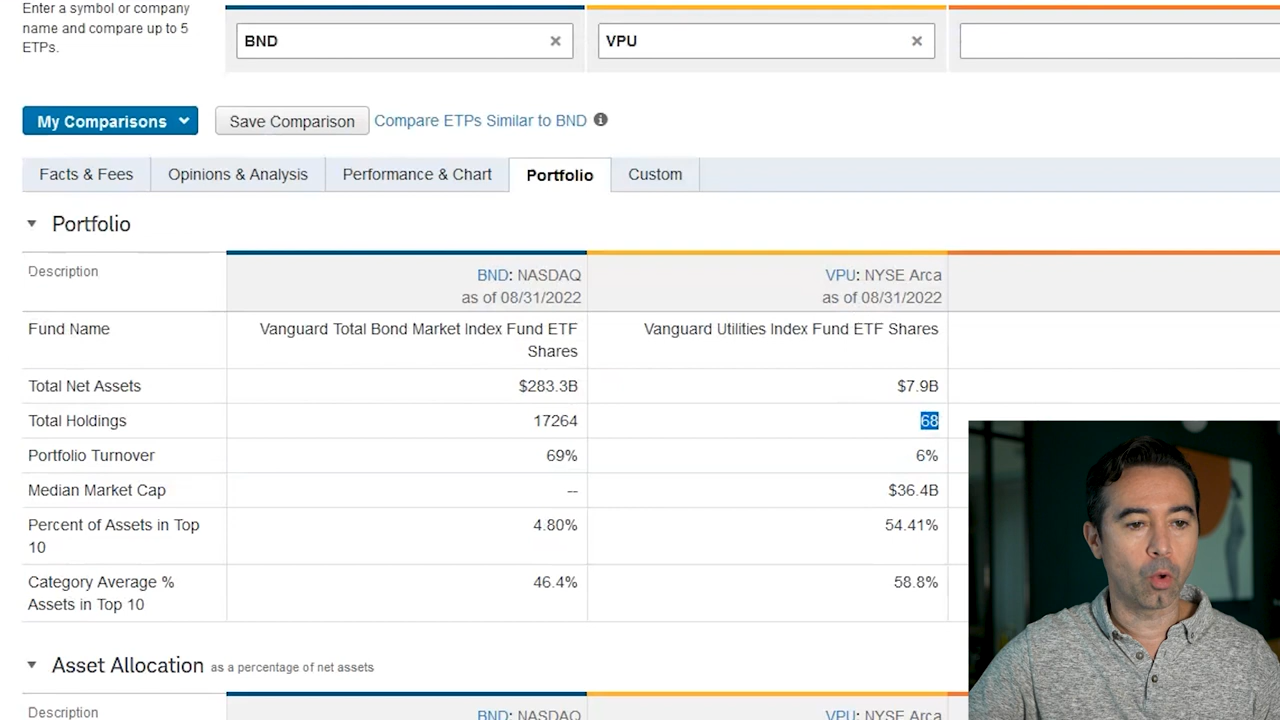 Enter a symbol or company
name and compare up to 5
ETPs.
BND ×
VPU ×
My Comparisons
Save Comparison
Compare ETPs Similar to BND
Facts & Fees
Opinions & Analysis
Performance & Chart
Portfolio
Custom
Portfolio
Description
BND: NASDAQ
as of 08/31/2022
VPU: NYSE Arca
as of 08/31/2022
Fund Name
Vanguard Total Bond Market Index Fund ETF
Shares
Vanguard Utilities Index Fund ETF Shares
Total Net Assets
$283.3B
$7.9B
Total Holdings
17264
68
Portfolio Turnover
69%
6%
Median Market Cap
--
$36.4B
Percent of Assets in Top
10
4.80%
54.41%
Category Average %
Assets in Top 10
46.4%
58.8%
Asset Allocation as a percentage of net assets
Description
BND: NASDAQ
VPU: NYSE Arca